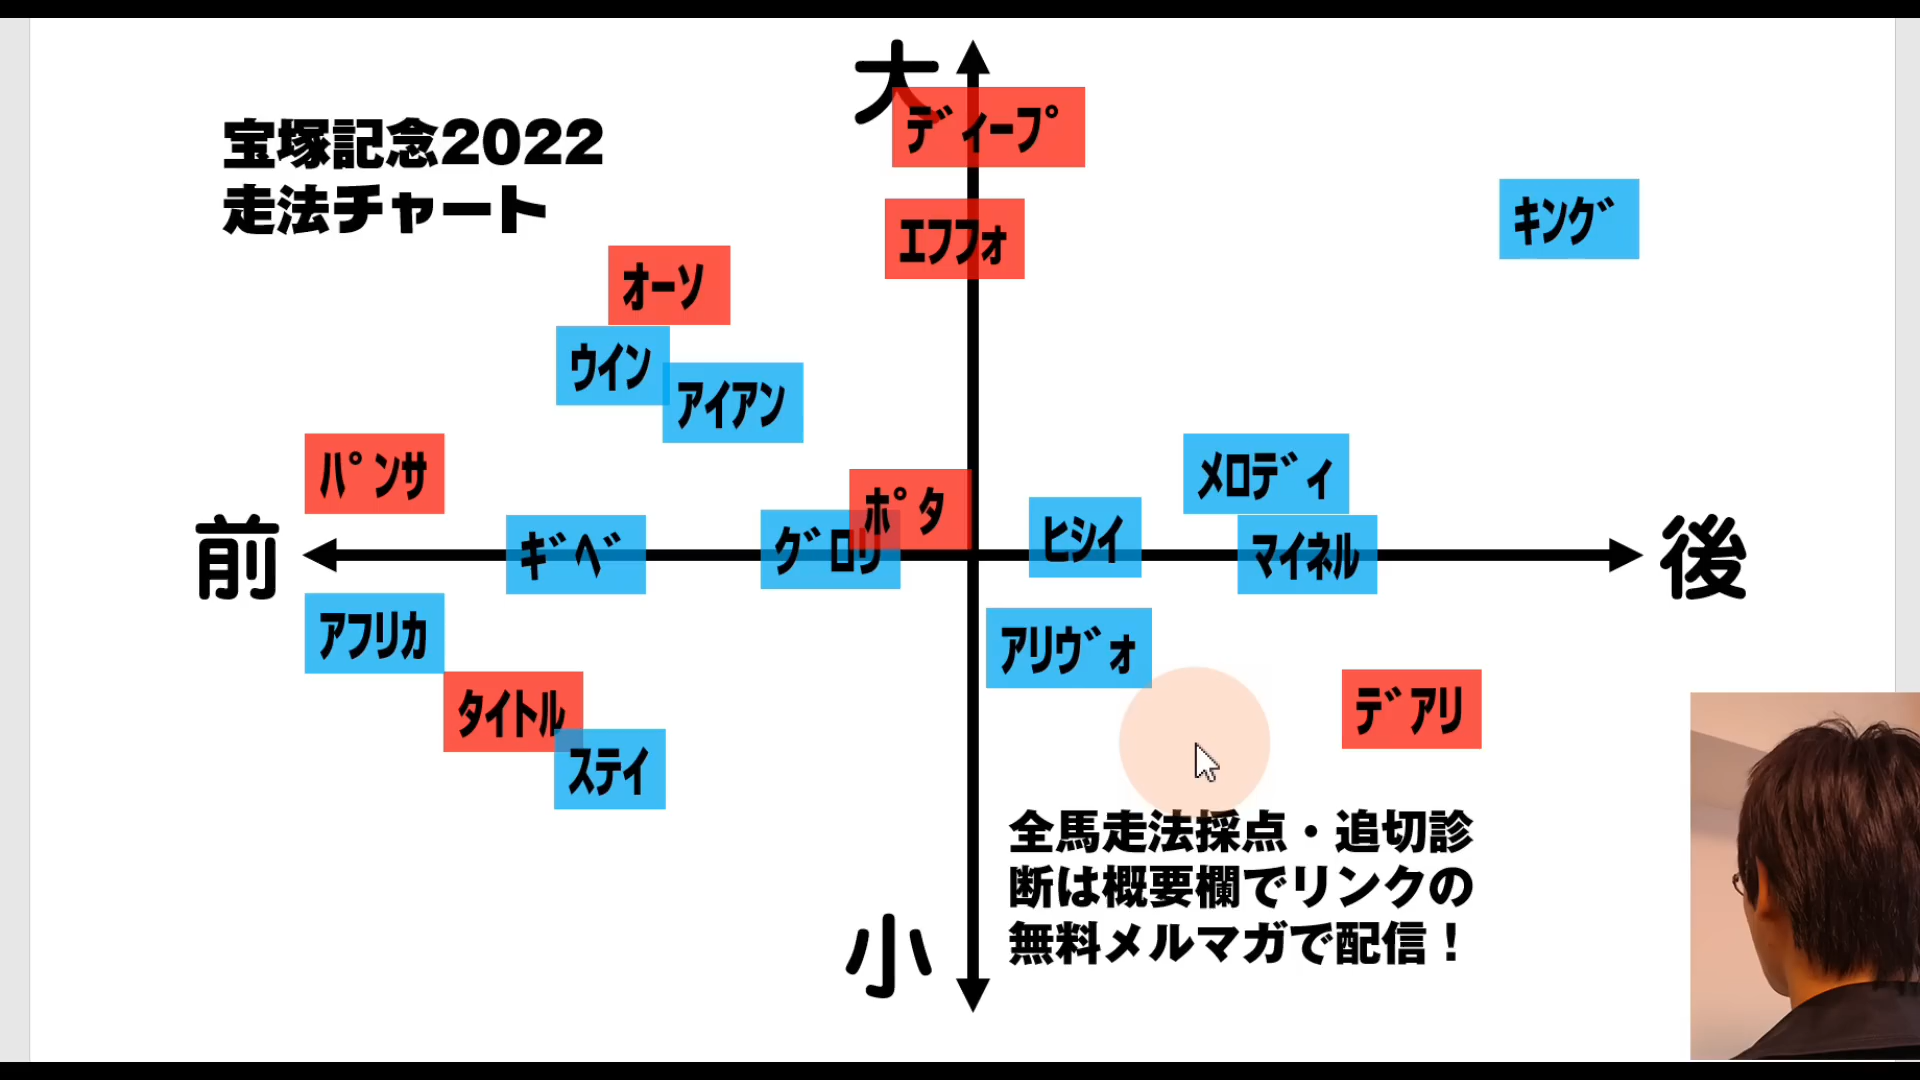 大
ﾃﾞｨｰﾌﾟ
宝塚記念2022
走法チャート
ｷﾝｸﾞ
ｴﾌﾌｫ
ｵｰｿ
ｳｲﾝ
ｱｲｱﾝ
ﾊﾟﾝｻ
ﾒﾛﾃﾞｨ
ﾎﾟﾀ
前
ｷﾞﾍﾞ
ｸﾞﾛﾘ
ﾋｼｲ
ﾏｲﾈﾙ
後
ｱﾌﾘｶ
ｱﾘｳﾞｫ
ﾀｲﾄﾙ
ﾃﾞｱﾘ
ｽﾃｲ
全馬走法採点・追切診
断は概要欄でリンクの
無料メルマガで配信！
小